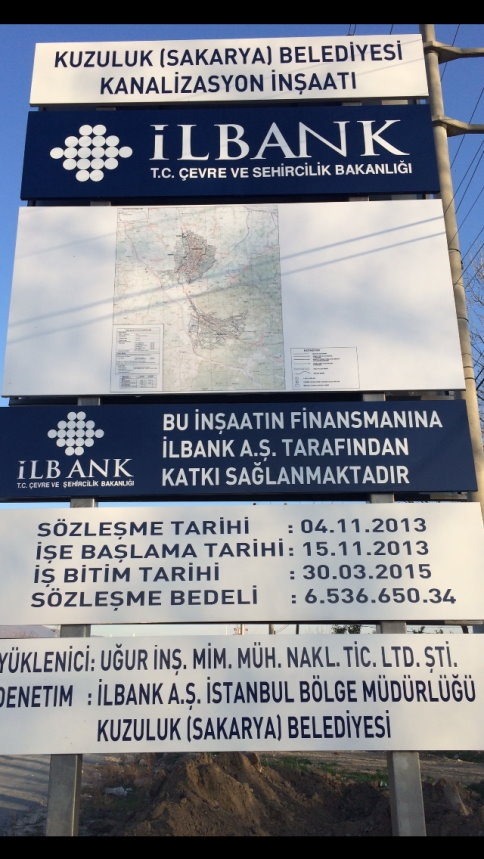 KUZULUK (SAKARYA) BELEDİYESİ
KANALİZASYON İNŞAATI
İLBANK
T.C. ÇEVRE VE SEHİRCİLİK BAKANLIĞI
BU İNŞAATIN FİNANSMANINA
İLBANK A.Ş. TARAFINDAN
KATKI SAĞLANMAKTADIR
İLBANK
T.C. ÇEVRE VE ŞEHİRCİLİK BAKANLIĞI
SÖZLEŞME TARİHİ : 04.11.2013
İŞE BAŞLAMA TARİHİ : 15.11.2013
İŞ BİTİM TARİHİ : 30.03.2015
SÖZLEŞME BEDELİ : 6.536.650.34
YÜKLENİCİ: UĞUR İNŞ. MİM. MÜH. NAKL. TİC. LTD. ŞTİ.
DENETIM : İLBANK A.Ş. İSTANBUL BÖLGE MÜDÜRLÜĞÜ
KUZULUK (SAKARYA) BELEDİYESİ